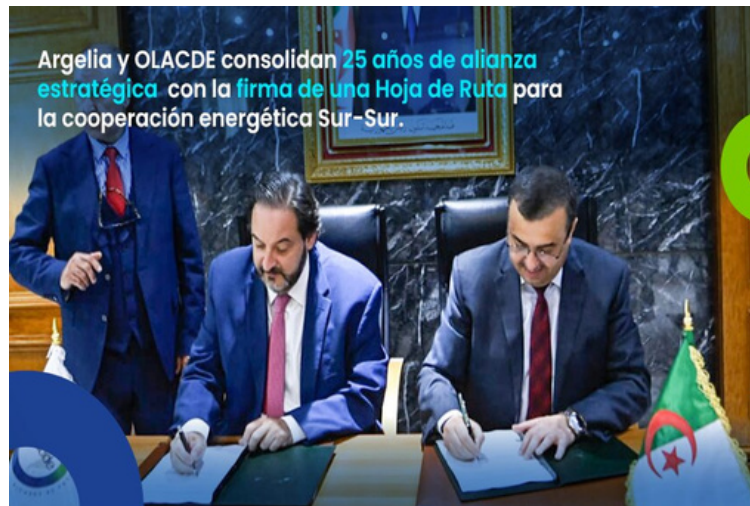 Argelia y OLACDE consolidan 25 años de alianza
estratégica con la firma de una Hoja de Ruta para
la cooperación energética Sur-Sur.